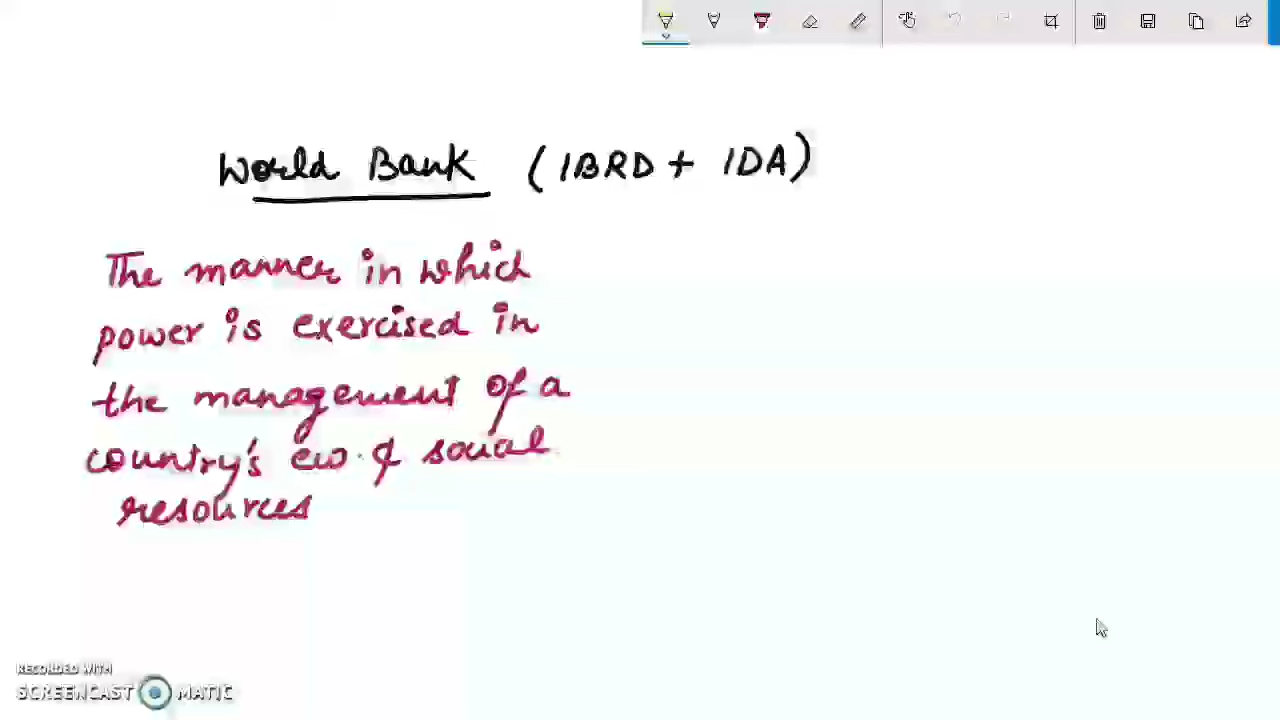 World Bank (IBRD + IDA)
The manner in which
power is exercised in
the management of a
country's eco. & social
resources
RECORDED WITH
SCREENCAST MATIC